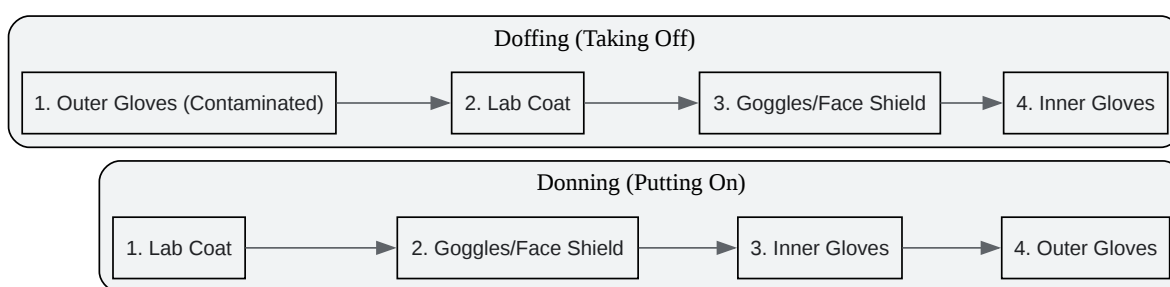 Doffing (Taking Off)
1. Outer Gloves (Contaminated)
2. Lab Coat
3. Goggles/Face Shield
4. Inner Gloves
Donning (Putting On)
1. Lab Coat
2. Goggles/Face Shield
3. Inner Gloves
4. Outer Gloves